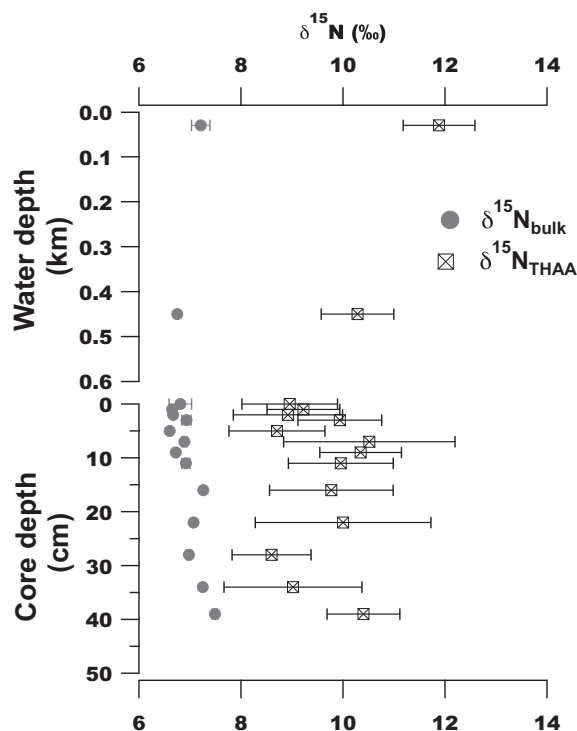 δ15N (‰)
6 8 10 12 14
0.0
0.1
0.2
0.3
0.4
0.5
0.6
Water depth
(km)
δ15Nbulk
δ15NTHAA
0
10
20
30
40
50
Core depth
(cm)
6 8 10 12 14